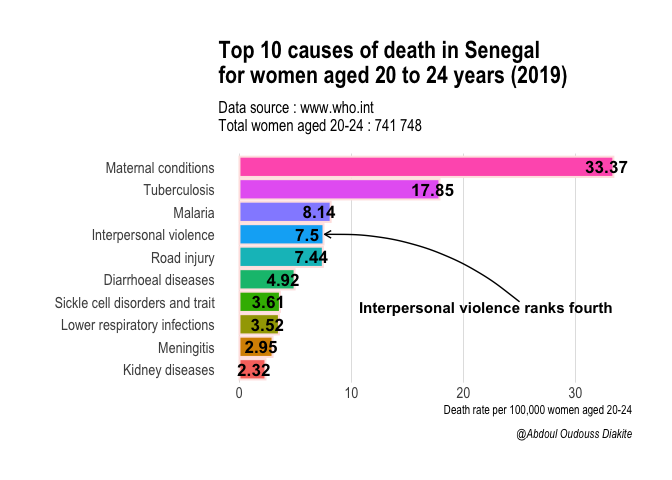 Top 10 causes of death in Senegal
for women aged 20 to 24 years (2019)
Data source : www.who.int
Total women aged 20-24 : 741 748
Maternal conditions 33.37
Tuberculosis 17.85
Malaria 8.14
Interpersonal violence 7.5
Road injury 7.44
Diarrhoeal diseases 4.92
Sickle cell disorders and trait 3.61
Interpersonal violence ranks fourth
Lower respiratory infections 3.52
Meningitis 2.95
Kidney diseases 2.32
0 10 20 30
Death rate per 100,000 women aged 20-24
@Abdoul Oudouss Diakite